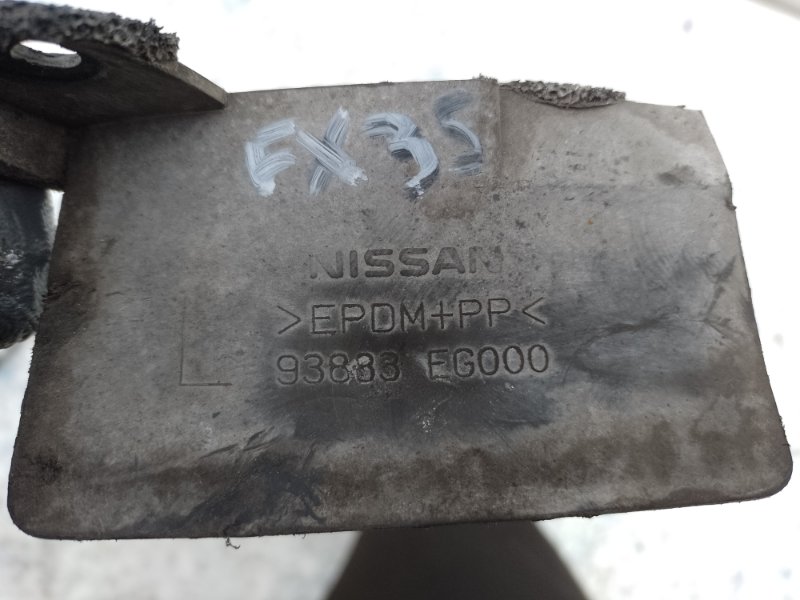 FX35
NISSAN
>EPDM+PP<
L
93883 EG000